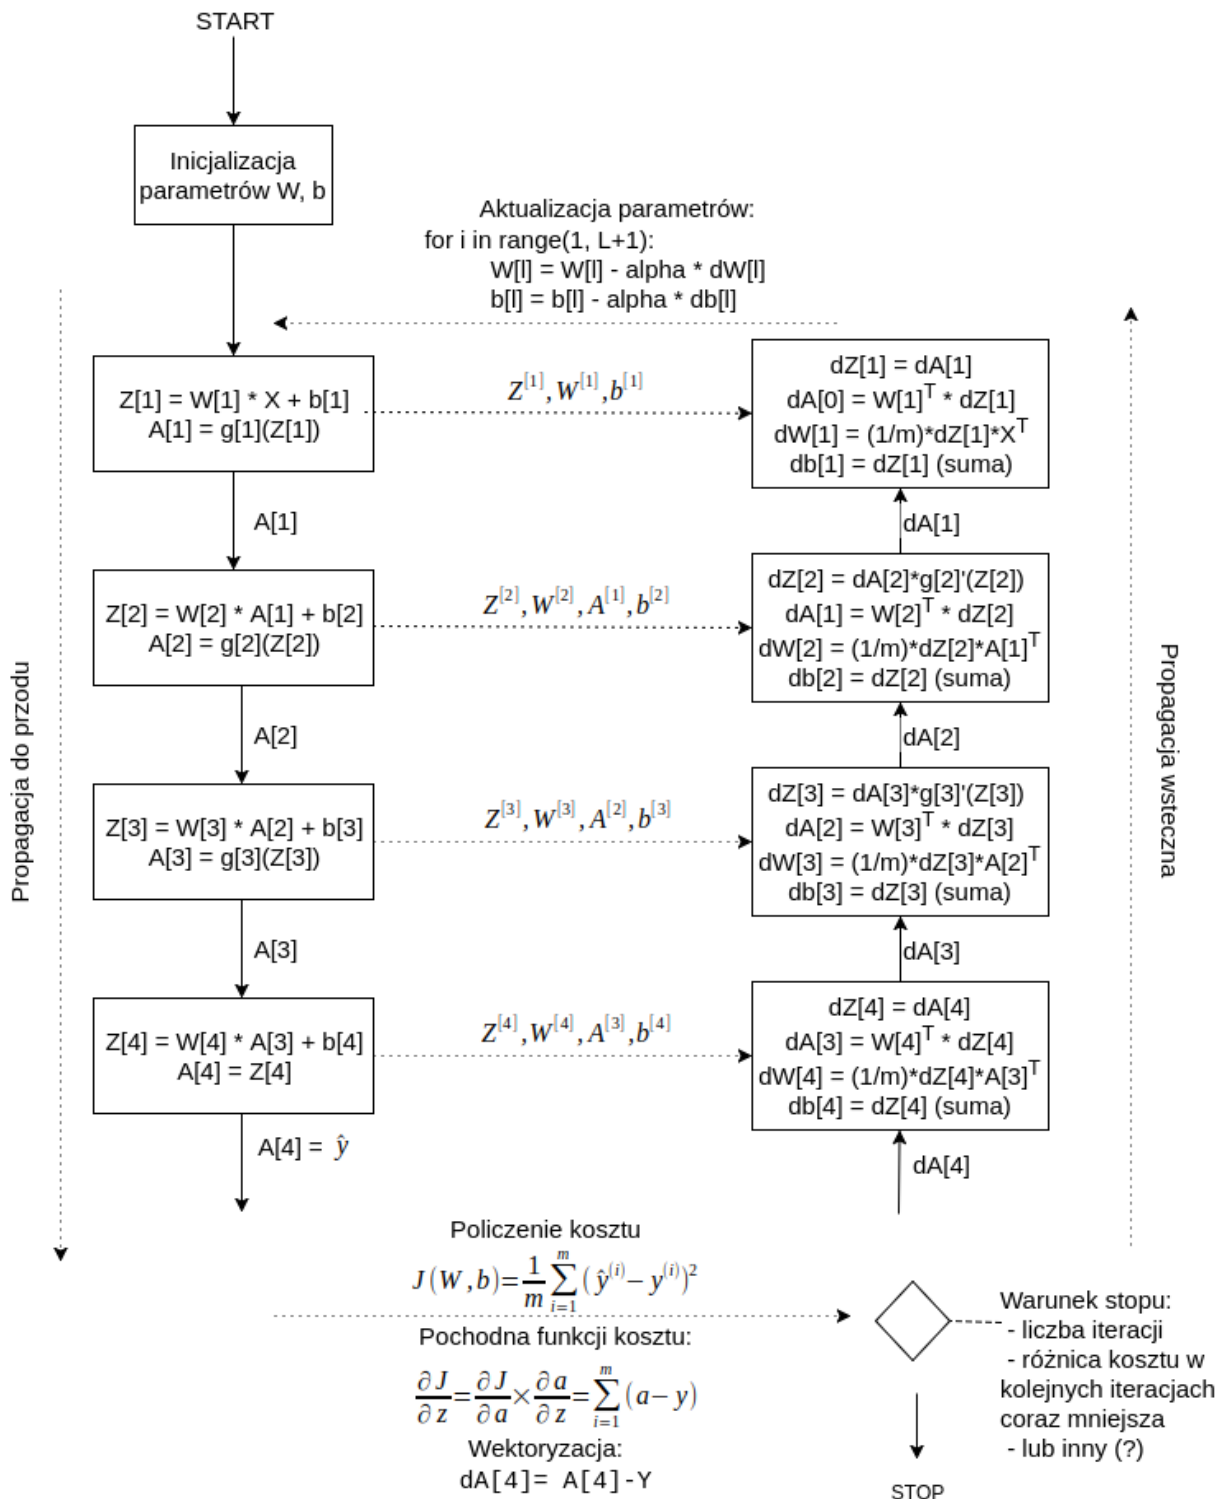 START
Inicjalizacja
parametrów W, b
Aktualizacja parametrów:
for i in range(1, L+1):
W[l] = W[l] - alpha * dW[l]
b[l] = b[l] - alpha * db[l]
Propagacja do przodu
Z[1] = W[1] * X + b[1]
A[1] = g[1](Z[1])
Z^[1], W^[1], b^[1]
dZ[1] = dA[1]
dA[0] = W[1]^T * dZ[1]
dW[1] = (1/m)*dZ[1]*X^T
db[1] = dZ[1] (suma)
A[1]
dA[1]
Z[2] = W[2] * A[1] + b[2]
A[2] = g[2](Z[2])
Z^[2], W^[2], A^[1], b^[2]
dZ[2] = dA[2]*g[2]'(Z[2])
dA[1] = W[2]^T * dZ[2]
dW[2] = (1/m)*dZ[2]*A[1]^T
db[2] = dZ[2] (suma)
A[2]
dA[2]
Z[3] = W[3] * A[2] + b[3]
A[3] = g[3](Z[3])
Z^[3], W^[3], A^[2], b^[3]
dZ[3] = dA[3]*g[3]'(Z[3])
dA[2] = W[3]^T * dZ[3]
dW[3] = (1/m)*dZ[3]*A[2]^T
db[3] = dZ[3] (suma)
A[3]
dA[3]
Z[4] = W[4] * A[3] + b[4]
A[4] = Z[4]
Z^[4], W^[4], A^[3], b^[4]
dZ[4] = dA[4]
dA[3] = W[4]^T * dZ[4]
dW[4] = (1/m)*dZ[4]*A[3]^T
db[4] = dZ[4] (suma)
A[4] = ŷ
dA[4]
Propagacja wsteczna
Policzenie kosztu
J(W,b)=1/m ∑_{i=1}^{m} (ŷ^(i) − y^(i))^2
Pochodna funkcji kosztu:
∂J/∂z = ∂J/∂a × ∂a/∂z = ∑_{i=1}^{m} (a − y)
Wektoryzacja:
dA[4]= A[4]-Y
Warunek stopu:
- liczba iteracji
- różnica kosztu w
kolejnych iteracjach
coraz mniejsza
- lub inny (?)
STOP